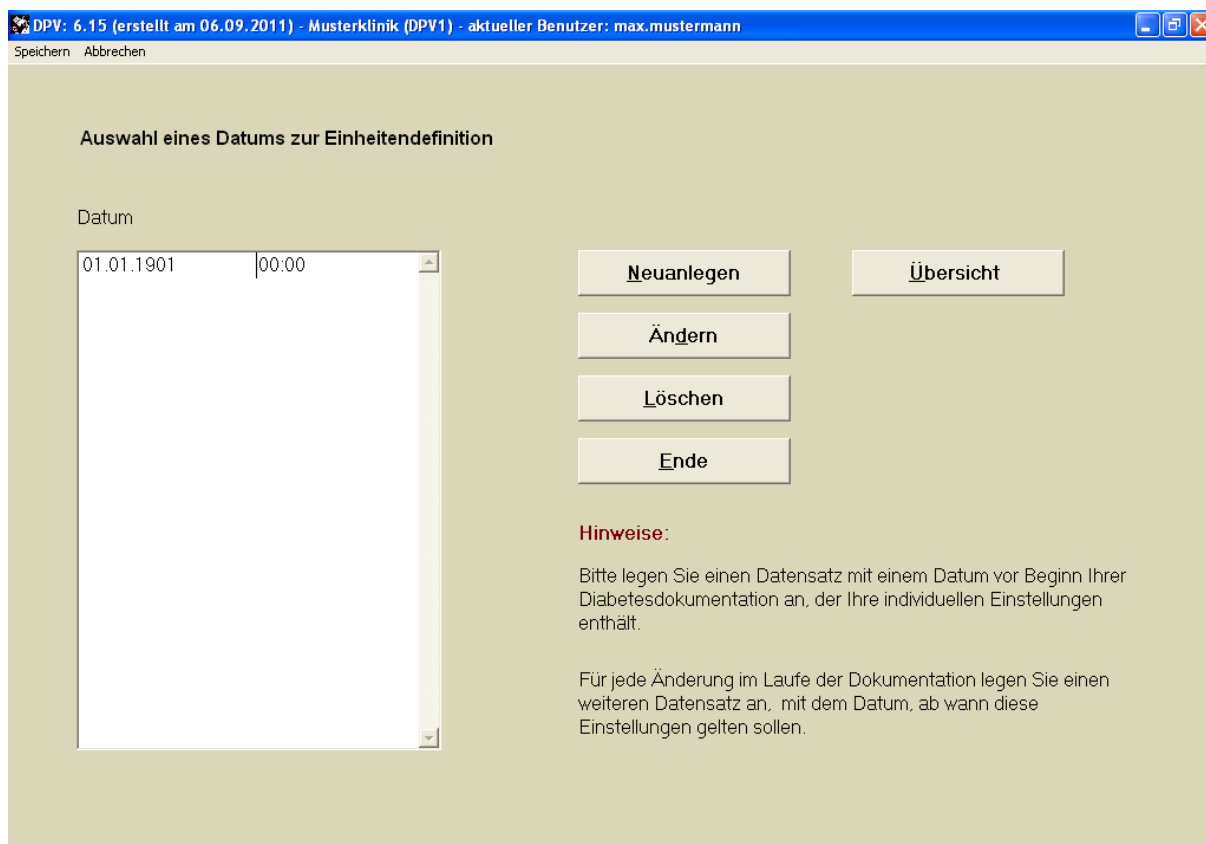 DPV: 6.15 (erstellt am 06.09.2011) - Musterklinik (DPV1) - aktueller Benutzer: max.mustermann
Speichern Abbrechen
Auswahl eines Datums zur Einheitendefinition
Datum
01.01.1901 00:00
Neuanlegen Übersicht
Ändern
Löschen
Ende
Hinweise:
Bitte legen Sie einen Datensatz mit einem Datum vor Beginn Ihrer
Diabetesdokumentation an, der Ihre individuellen Einstellungen
enthält.
Für jede Änderung im Laufe der Dokumentation legen Sie einen
weiteren Datensatz an, mit dem Datum, ab wann diese
Einstellungen gelten sollen.